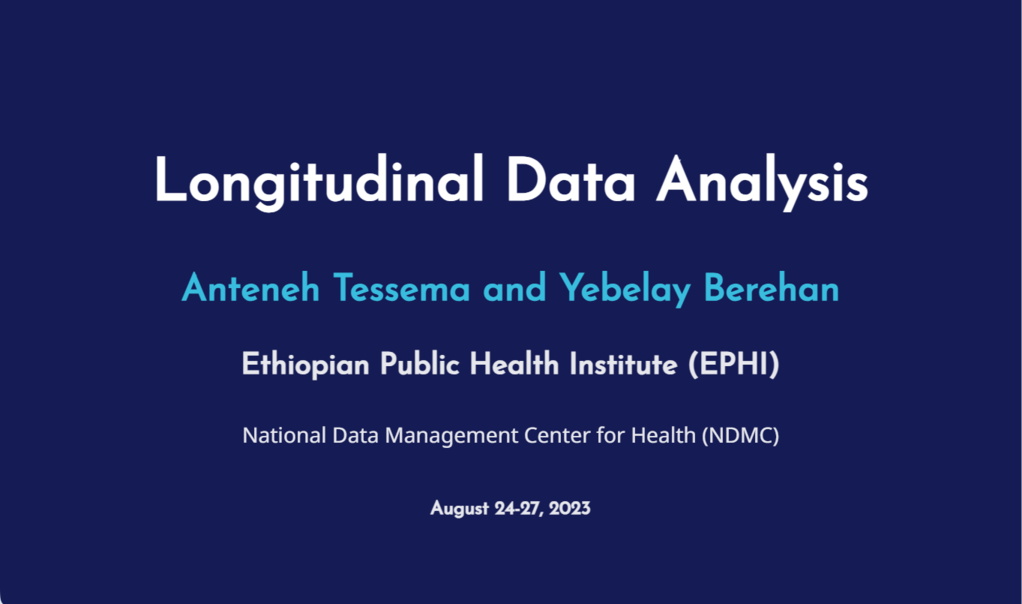 Longitudinal Data Analysis
Anteneh Tessema and Yebelay Berehan
Ethiopian Public Health Institute (EPHI)
National Data Management Center for Health (NDMC)
August 24-27, 2023